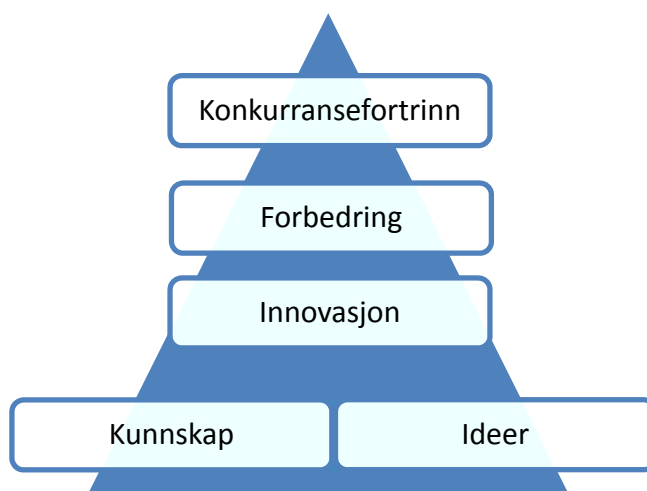 Konkurransefortrinn
Forbedring
Innovasjon
Kunnskap
Ideer